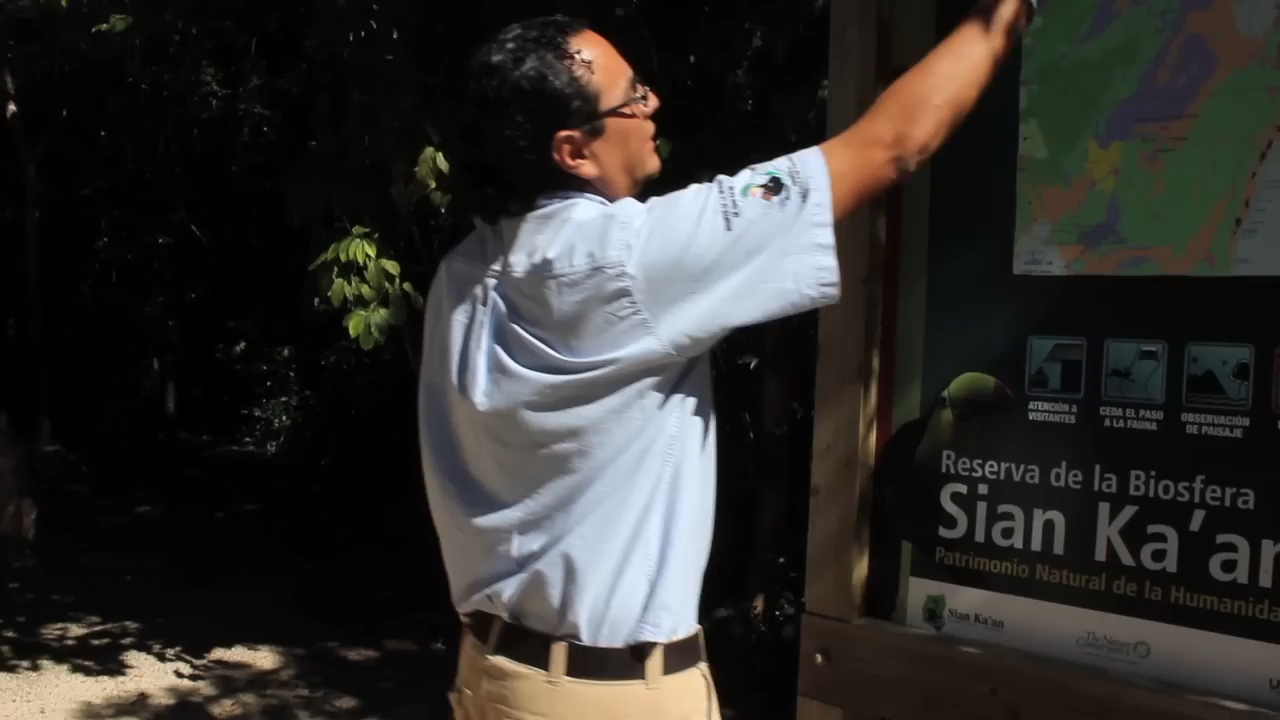 ATENCIÓN A
VISITANTES
CEDA EL PASO
A LA FAUNA
OBSERVACIÓN
DE PAISAJE
Reserva de la Biosfera
Sian Ka'an
Patrimonio Natural de la Humanida
Sian Ka'an
The Nature
Conservancy